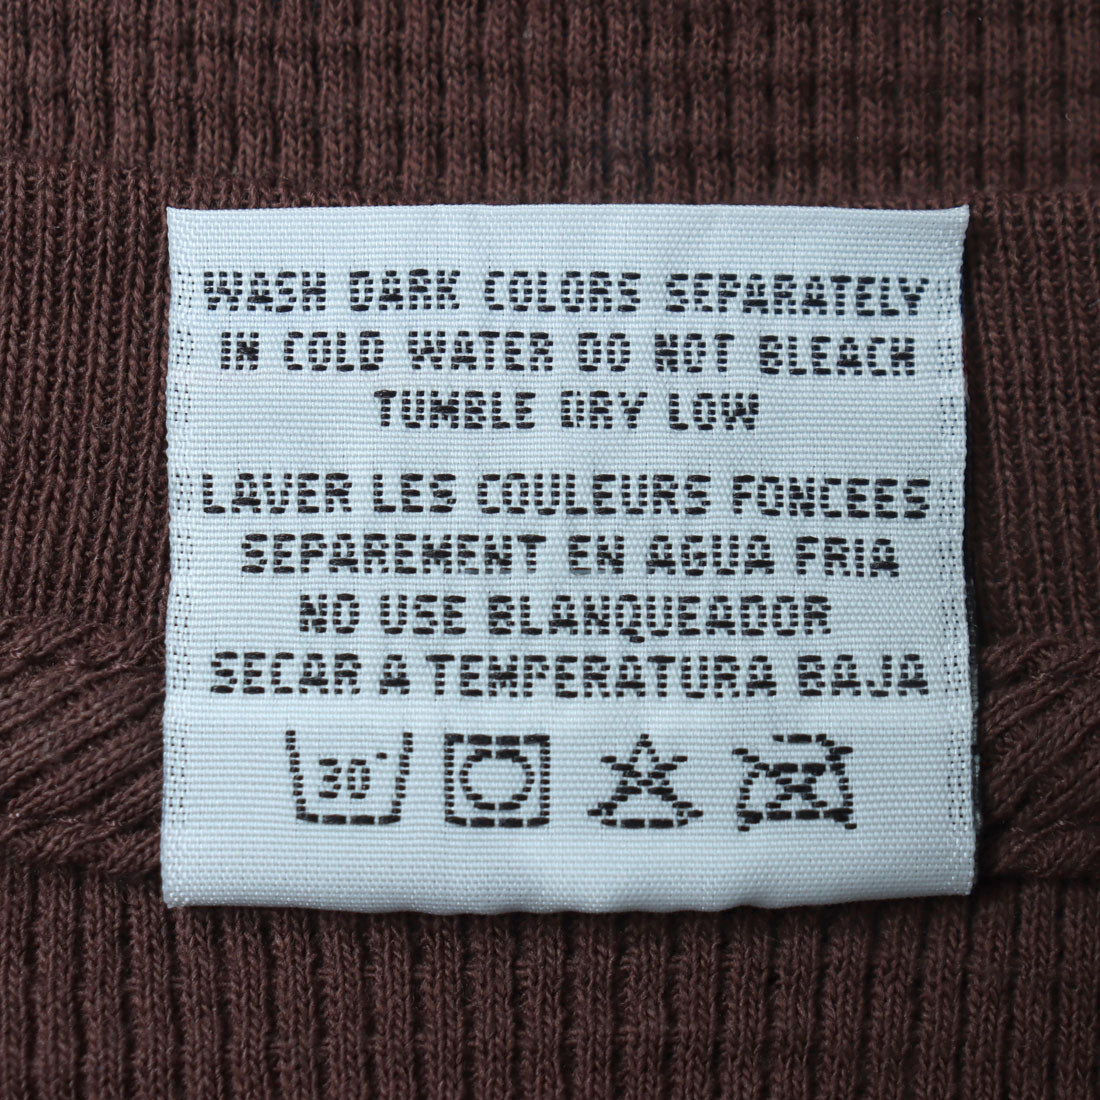 WASH DARK COLORS SEPARATELY
IN COLD WATER DO NOT BLEACH
TUMBLE DRY LOW
LAVER LES COULEURS FONCEES
SEPAREMENT EN AGUA FRIA
NO USE BLANQUEADOR
SECAR A TEMPERATURA BAJA
30°